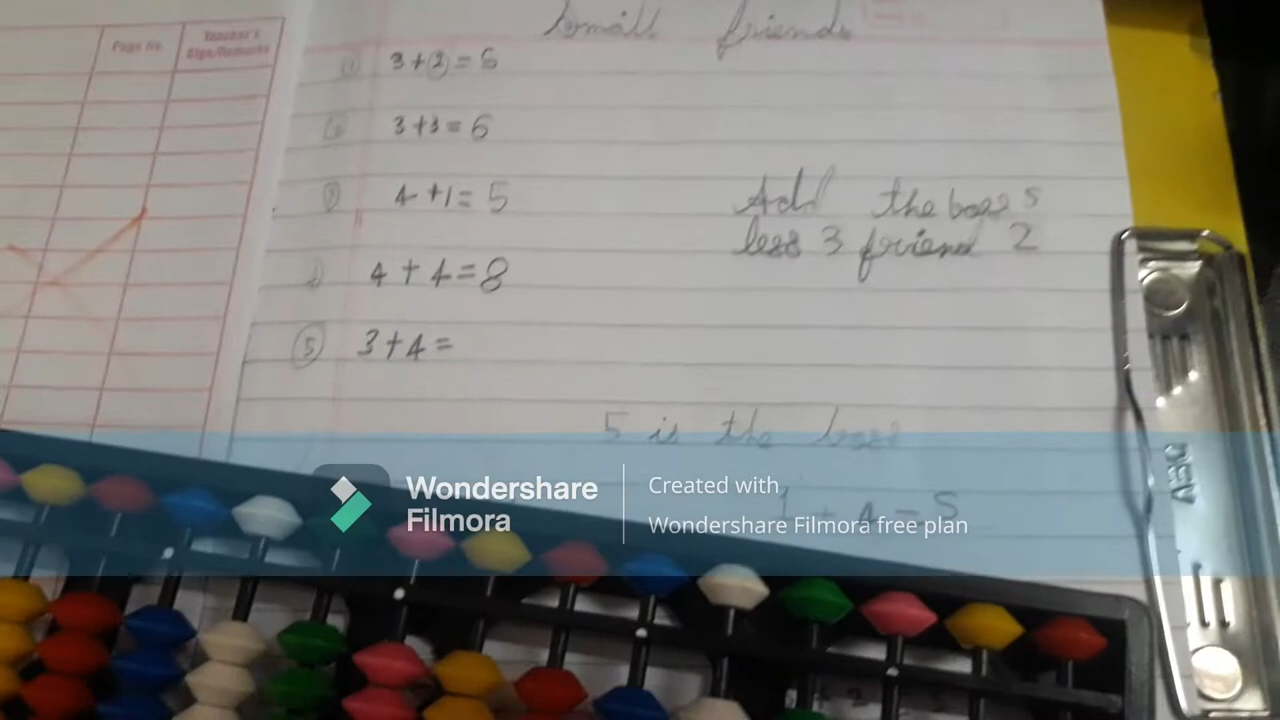 Small friends
Page No.
Teacher's
Sign/Remarks
① 3+②=5
3+3=6
③ 4+1=5
4+4=8
⑤ 3+4=
Add the boss 5
less 3 friend 2
5 is the boss
1+4=5
Wondershare
Filmora
Created with
Wondershare Filmora free plan